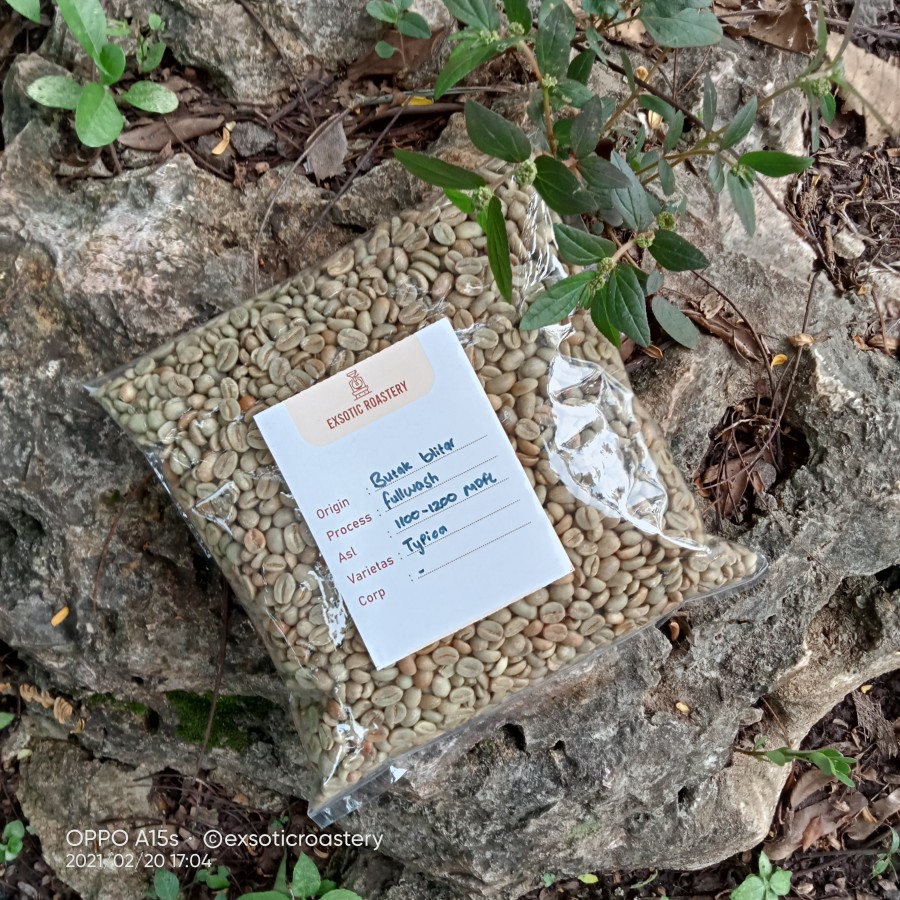 EXSOTIC ROASTERY
Origin : Butak blitar
Process : fullwash
Asl : 1100-1200 MDPL
Varietas : Typica
Corp : -
OPPO A15s · ©exsoticroastery
2021/02/20 17:04